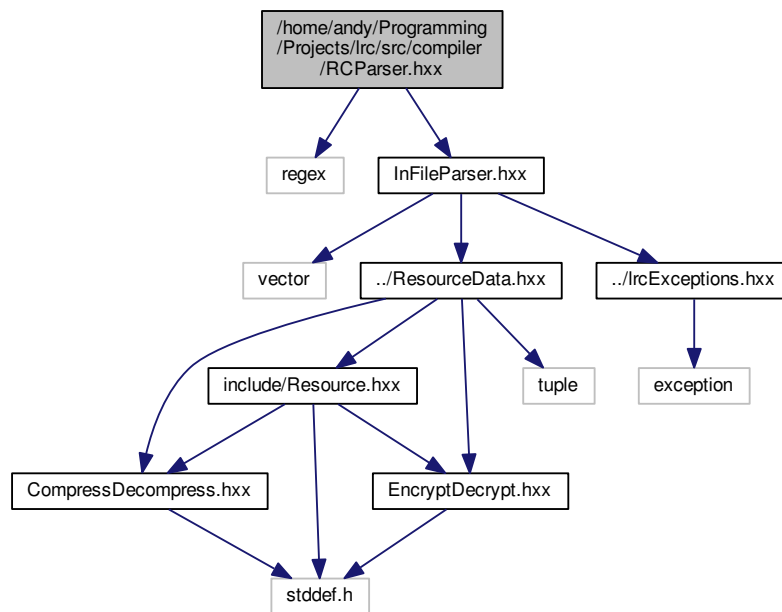 /home/andy/Programming
/Projects/lrc/src/compiler
/RCParser.hxx
regex
InFileParser.hxx
vector
../ResourceData.hxx
../lrcExceptions.hxx
include/Resource.hxx
tuple
exception
CompressDecompress.hxx
EncryptDecrypt.hxx
stddef.h